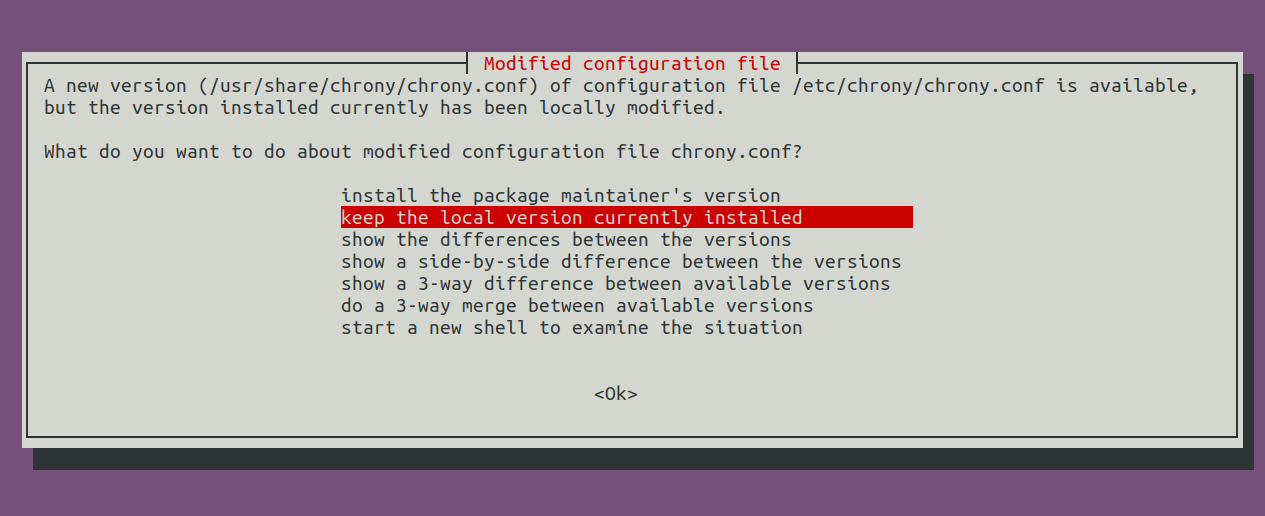 Modified configuration file
A new version (/usr/share/chrony/chrony.conf) of configuration file /etc/chrony/chrony.conf is available,
but the version installed currently has been locally modified.
What do you want to do about modified configuration file chrony.conf?
install the package maintainer's version
keep the local version currently installed
show the differences between the versions
show a side-by-side difference between the versions
show a 3-way difference between available versions
do a 3-way merge between available versions
start a new shell to examine the situation
<Ok>